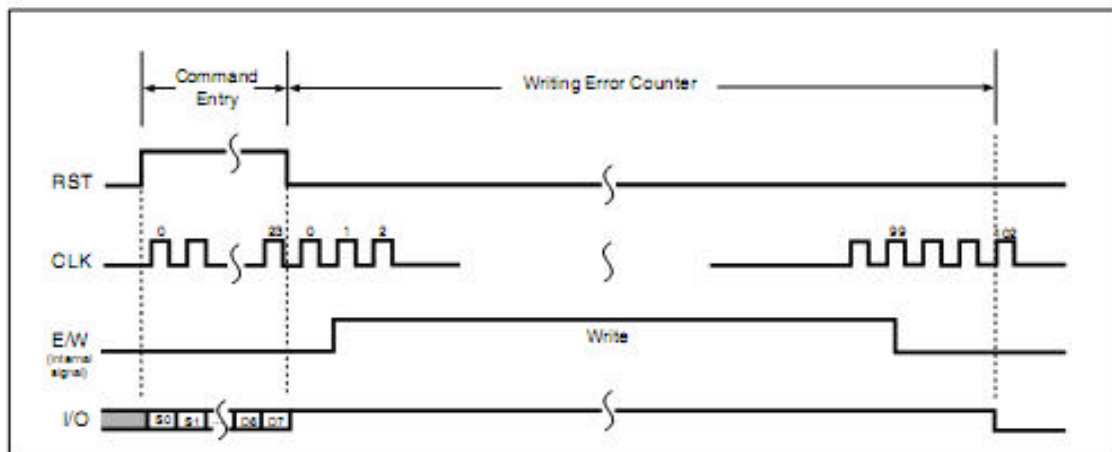 Command
Entry
Writing Error Counter
RST
0 23 0 1 2 99 102
CLK
E/W
(internal
signal)
Write
I/O
S0 S1 ... D6 D7